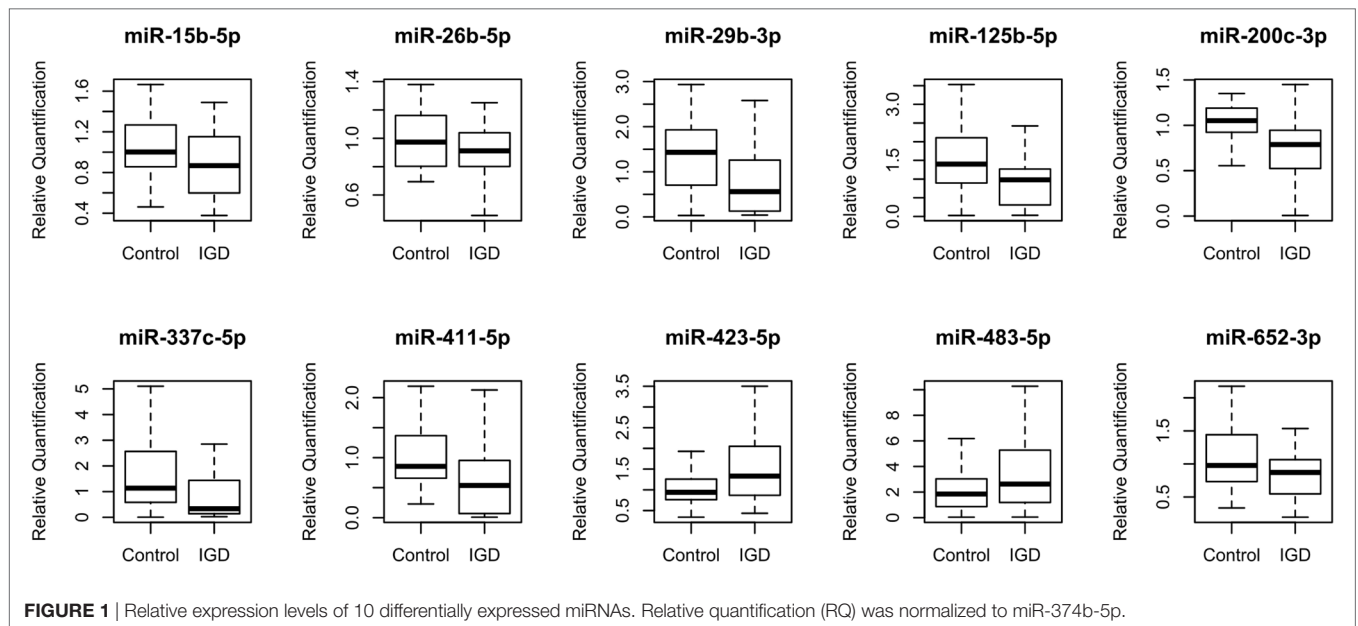 miR-15b-5p
Relative Quantification
1.6
1.2
0.8
0.4
Control IGD
miR-26b-5p
Relative Quantification
1.4
1.0
0.6
Control IGD
miR-29b-3p
Relative Quantification
3.0
2.0
1.0
0.0
Control IGD
miR-125b-5p
Relative Quantification
3.0
1.5
0.0
Control IGD
miR-200c-3p
Relative Quantification
1.5
1.0
0.5
0.0
Control IGD
miR-337c-5p
Relative Quantification
5
4
3
2
1
0
Control IGD
miR-411-5p
Relative Quantification
2.0
1.0
0.0
Control IGD
miR-423-5p
Relative Quantification
3.5
2.5
1.5
0.5
Control IGD
miR-483-5p
Relative Quantification
8
6
4
2
0
Control IGD
miR-652-3p
Relative Quantification
1.5
0.5
Control IGD
FIGURE 1 | Relative expression levels of 10 differentially expressed miRNAs. Relative quantification (RQ) was normalized to miR-374b-5p.